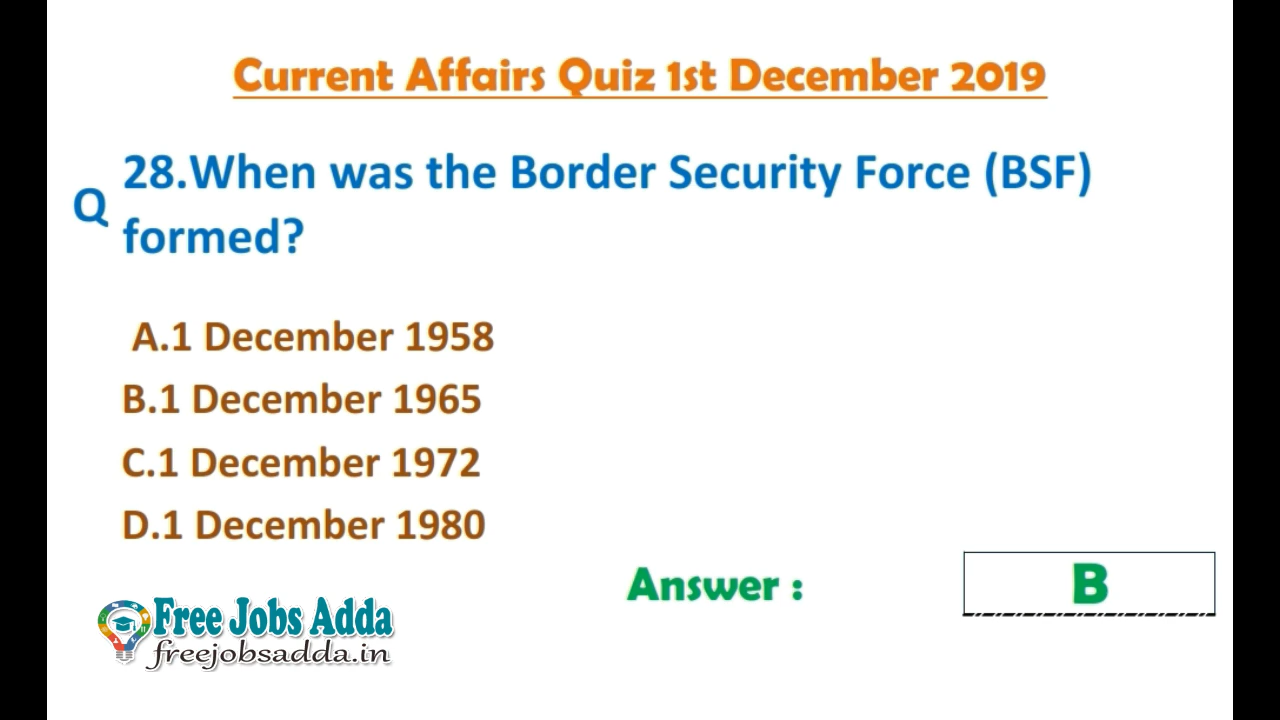 Current Affairs Quiz 1st December 2019
28.When was the Border Security Force (BSF)
Q
formed?
A.1 December 1958
B.1 December 1965
C.1 December 1972
D.1 December 1980
Answer :
B
Free Jobs Adda
freejobsadda.in